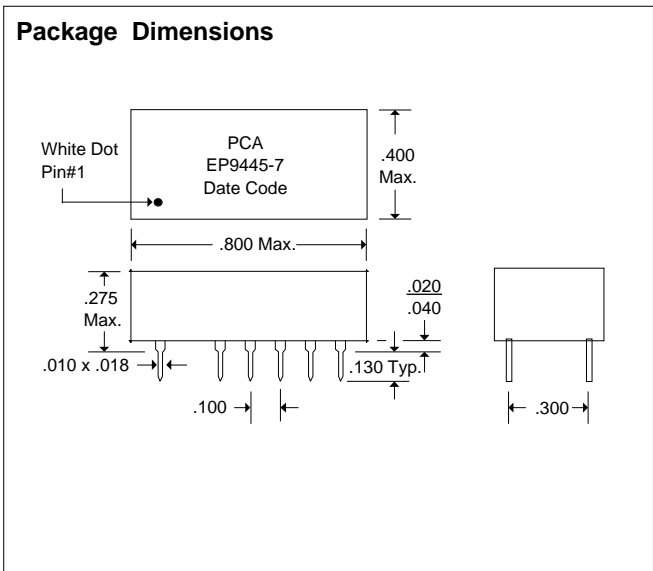 Package Dimensions
White Dot
Pin#1
PCA
EP9445-7
Date Code
.400
Max.
.800 Max.
.275
Max.
.020
.040
.010 x .018
.130 Typ.
.100
.300